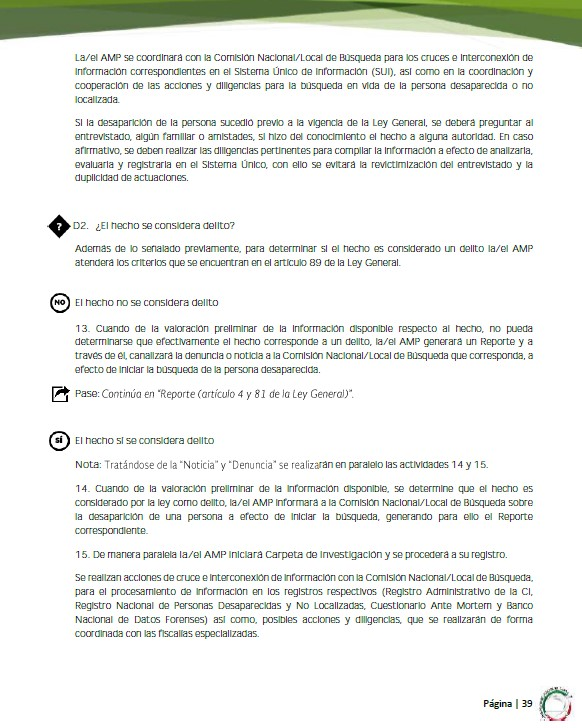 La/el AMP se coordinará con la Comisión Nacional/Local de Búsqueda para los cruces e interconexión de
información correspondientes en el Sistema Único de Información (SUI), así como en la coordinación y
cooperación de las acciones y diligencias para la búsqueda en vida de la persona desaparecida o no
localizada.
Si la desaparición de la persona sucedió previo a la vigencia de la Ley General, se deberá preguntar al
entrevistado, algún familiar o amistades, si hizo del conocimiento el hecho a alguna autoridad. En caso
afirmativo, se deben realizar las diligencias pertinentes para compilar la información a efecto de analizarla,
evaluarla y registrarla en el Sistema Único, con ello se evitará la revictimización del entrevistado y la
duplicidad de actuaciones.
? D2. ¿El hecho se considera delito?
Además de lo señalado previamente, para determinar si el hecho es considerado un delito la/el AMP
atenderá los criterios que se encuentran en el artículo 89 de la Ley General.
NO El hecho no se considera delito
13. Cuando de la valoración preliminar de la información disponible respecto al hecho, no pueda
determinarse que efectivamente el hecho corresponde a un delito, la/el AMP generará un Reporte y a
través de él, canalizará la denuncia o noticia a la Comisión Nacional/Local de Búsqueda que corresponda, a
efecto de iniciar la búsqueda de la persona desaparecida.
Pase: Continúa en “Reporte (artículo 4 y 81 de la Ley General)”.
SÍ El hecho si se considera delito
Nota: Tratándose de la “Noticia” y “Denuncia” se realizarán en paralelo las actividades 14 y 15.
14. Cuando de la valoración preliminar de la información disponible, se determine que el hecho es
considerado por la ley como delito, la/el AMP informará a la Comisión Nacional/Local de Búsqueda sobre
la desaparición de una persona a efecto de iniciar la búsqueda, generando para ello el Reporte
correspondiente.
15. De manera paralela la/el AMP iniciará Carpeta de Investigación y se procederá a su registro.
Se realizan acciones de cruce e interconexión de información con la Comisión Nacional/Local de Búsqueda,
para el procesamiento de información en los registros respectivos (Registro Administrativo de la CI,
Registro Nacional de Personas Desaparecidas y No Localizadas, Cuestionario Ante Mortem y Banco
Nacional de Datos Forenses) así como, posibles acciones y diligencias, que se realizarán de forma
coordinada con las fiscalías especializadas.
Página | 39